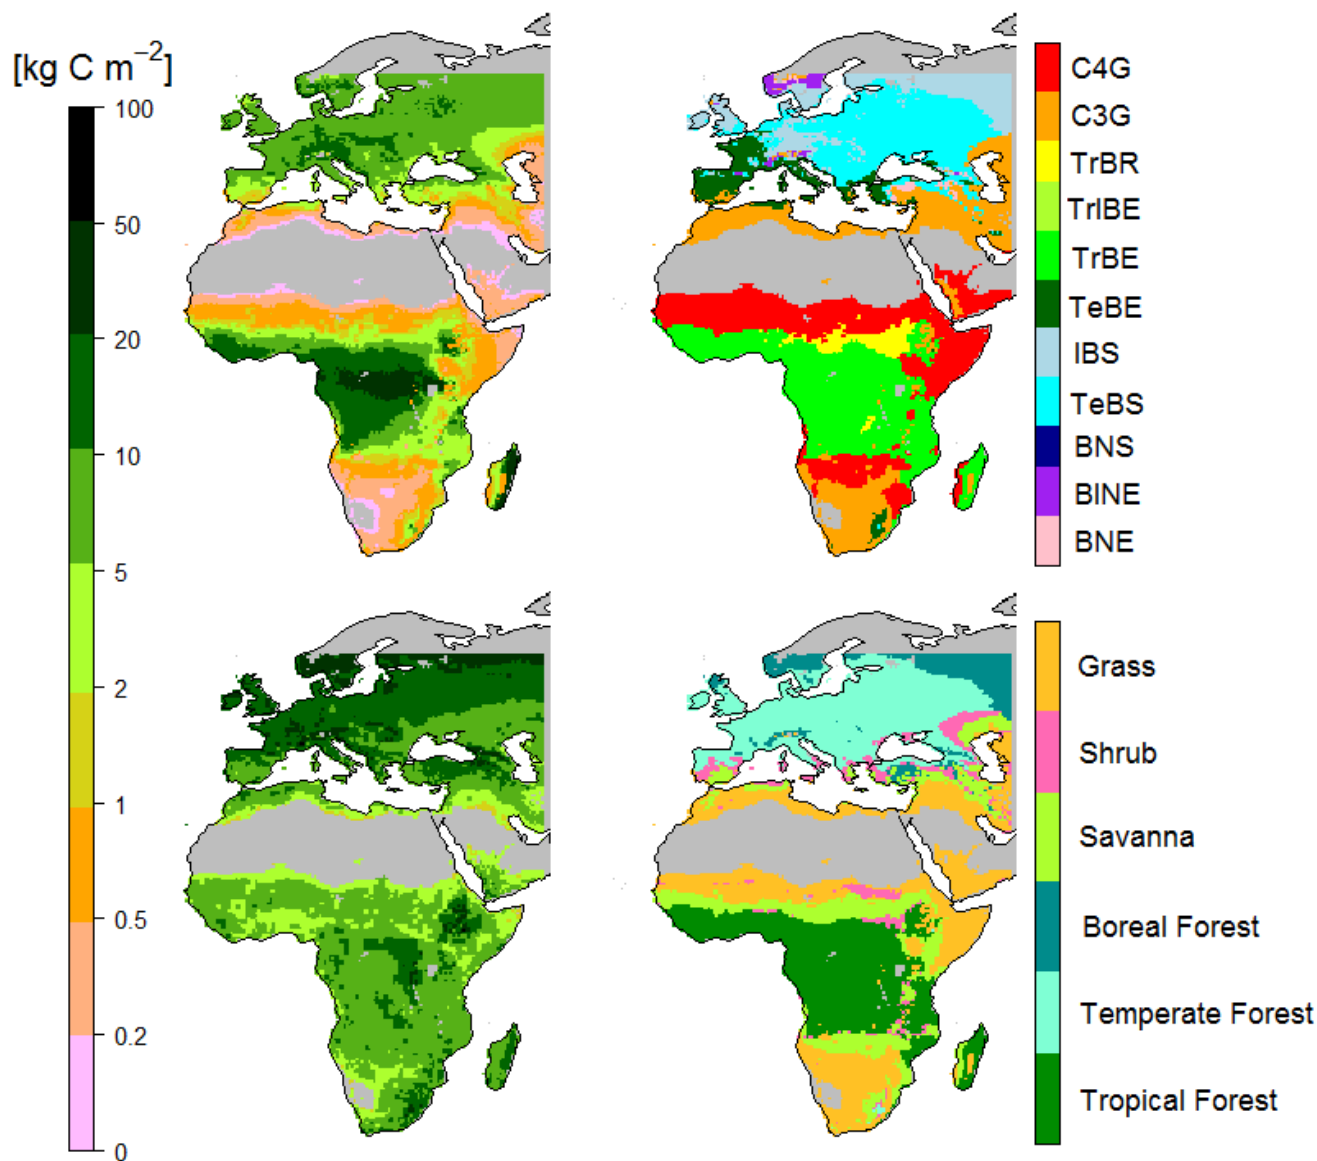 [kg C m⁻²]
100
50
20
10
5
2
1
0.5
0.2
0
C4G
C3G
TrBR
TrIBE
TrBE
TeBE
IBS
TeBS
BNS
BINE
BNE
Grass
Shrub
Savanna
Boreal Forest
Temperate Forest
Tropical Forest